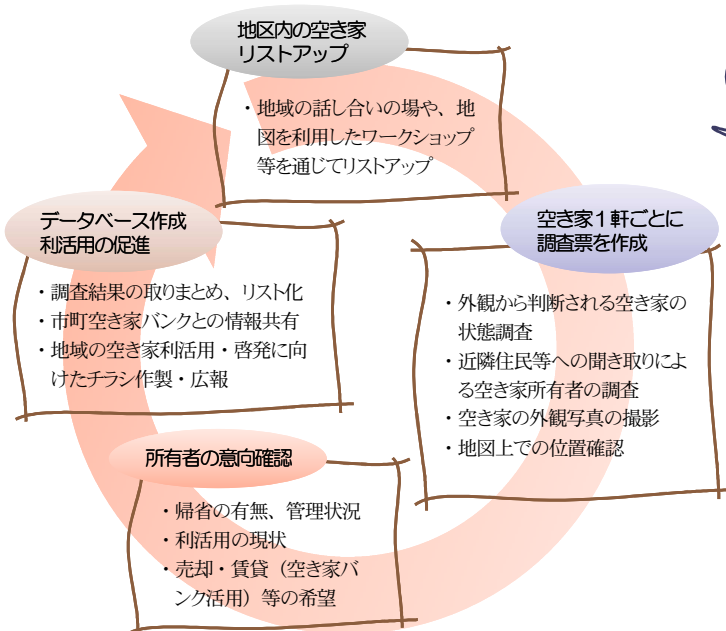 地区内の空き家
リストアップ
・地域の話し合いの場や、地
図を利用したワークショップ
等を通じてリストアップ
空き家1軒ごとに
調査票を作成
・外観から判断される空き家の
状態調査
・近隣住民等への聞き取りによ
る空き家所有者の調査
・空き家の外観写真の撮影
・地図上での位置確認
所有者の意向確認
・帰省の有無、管理状況
・利活用の現状
・売却・賃貸（空き家バ
ンク活用）等の希望
データベース作成
利活用の促進
・調査結果の取りまとめ、リスト化
・市町空き家バンクとの情報共有
・地域の空き家利活用・啓発に向
けたチラシ作製・広報